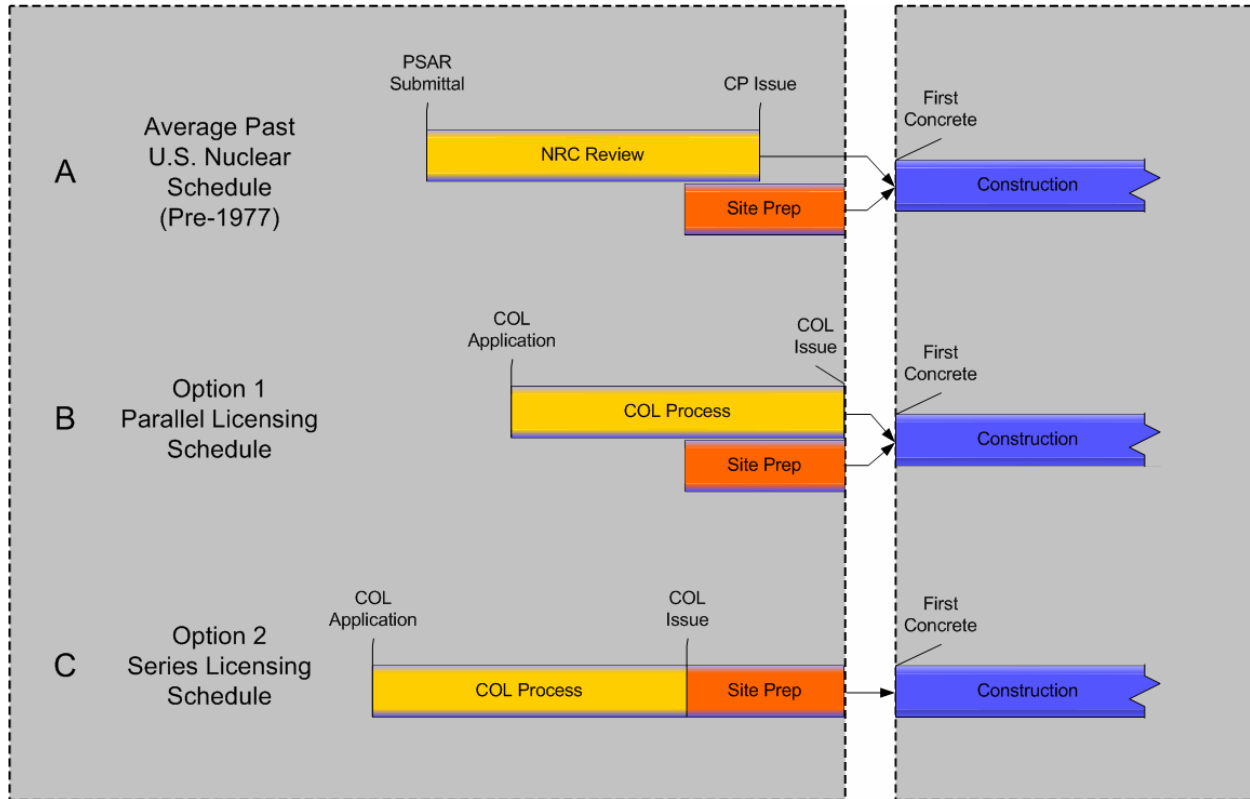 PSAR
Submittal
CP Issue
First
Concrete
A
Average Past
U.S. Nuclear
Schedule
(Pre-1977)
NRC Review
Site Prep
Construction
COL
Application
COL
Issue
First
Concrete
B
Option 1
Parallel Licensing
Schedule
COL Process
Site Prep
Construction
COL
Application
COL
Issue
First
Concrete
C
Option 2
Series Licensing
Schedule
COL Process
Site Prep
Construction